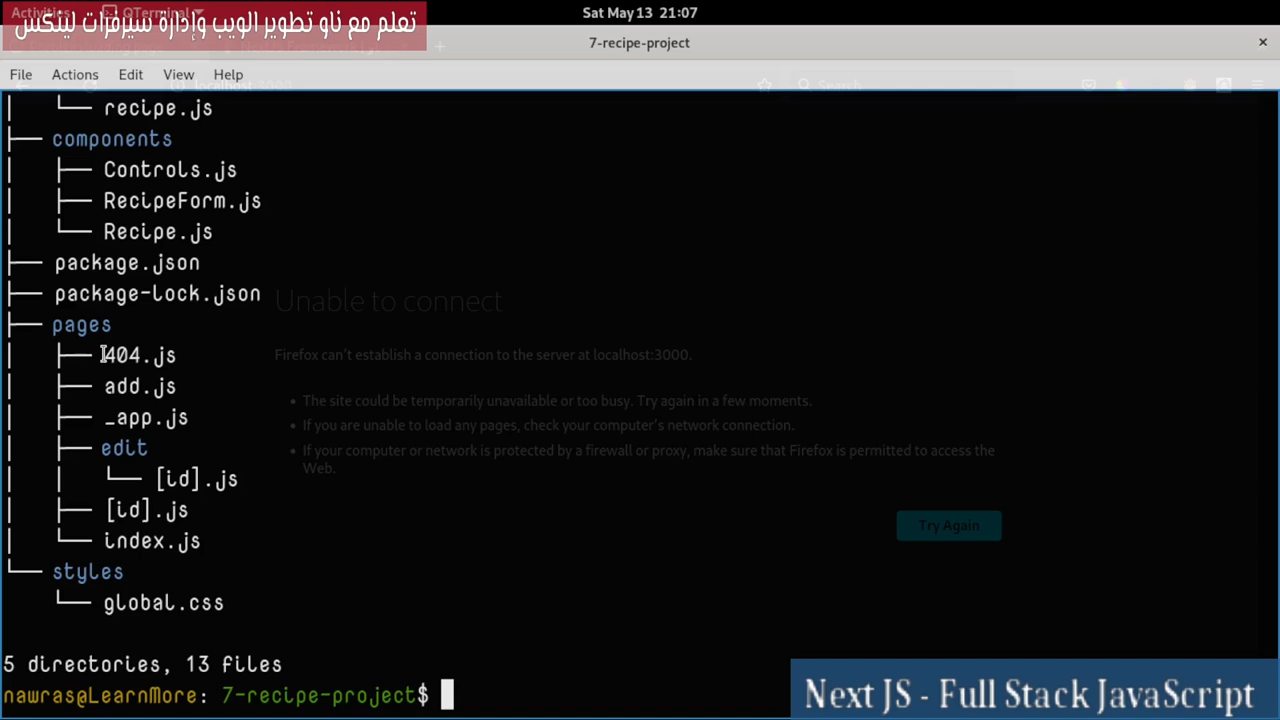 Activities QTerminal Sat May 13 21:07
تعلم مع ناو تطوير الويب وإدارة سيرفرات لينكس
7-recipe-project ×
File Actions Edit View Help
localhost:3000 Search
│ └── recipe.js
├── components
│ ├── Controls.js
│ ├── RecipeForm.js
│ └── Recipe.js
├── package.json
├── package-lock.json
├── pages
│ ├── 404.js
│ ├── add.js
│ ├── _app.js
│ ├── edit
│ │ └── [id].js
│ ├── [id].js
│ └── index.js
└── styles
└── global.css
5 directories, 13 files
nawras@LearnMore: 7-recipe-project$
Unable to connect
Firefox can't establish a connection to the server at localhost:3000.
• The site could be temporarily unavailable or too busy. Try again in a few moments.
• If you are unable to load any pages, check your computer's network connection.
• If your computer or network is protected by a firewall or proxy, make sure that Firefox is permitted to access the
Web.
Try Again
Next JS - Full Stack JavaScript